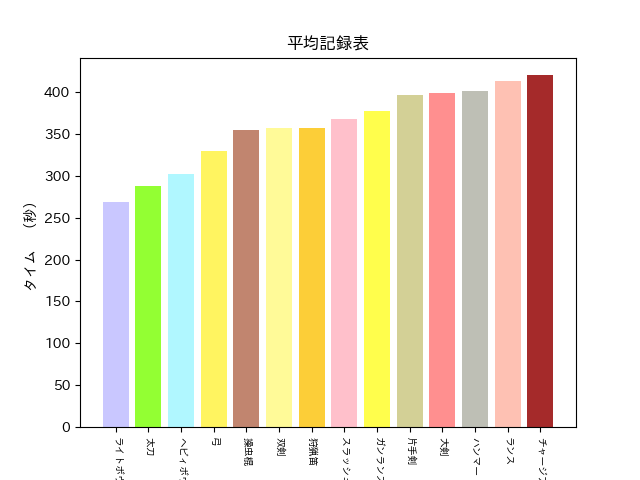 平均記録表
タイム （秒）
400
350
300
250
200
150
100
50
0
ライトボウ
太刀
ヘビィボウ
弓
操虫棍
双剣
狩猟笛
スラッシュ
ガンランス
片手剣
大剣
ハンマー
ランス
チャージア